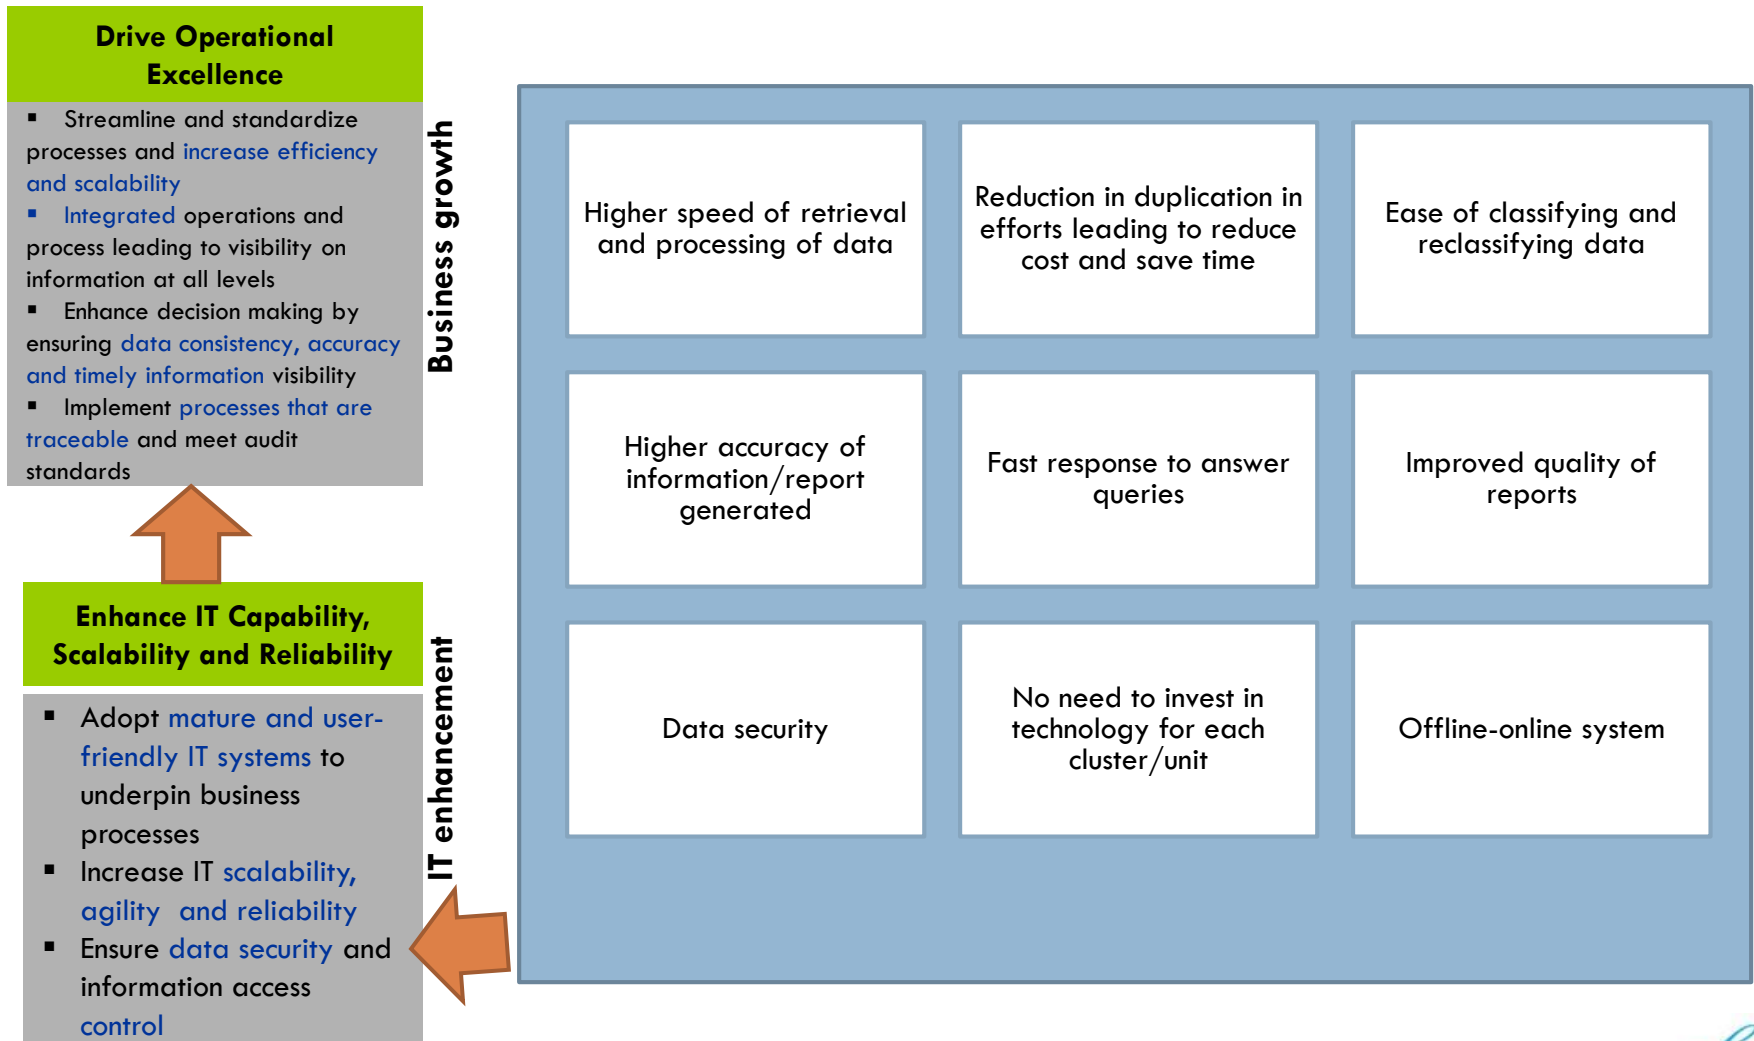 Drive Operational
Excellence
▪ Streamline and standardize
processes and increase efficiency
and scalability
▪ Integrated operations and
process leading to visibility on
information at all levels
▪ Enhance decision making by
ensuring data consistency, accuracy
and timely information visibility
▪ Implement processes that are
traceable and meet audit
standards
Business growth
Enhance IT Capability,
Scalability and Reliability
▪ Adopt mature and user-
friendly IT systems to
underpin business
processes
▪ Increase IT scalability,
agility and reliability
▪ Ensure data security and
information access
control
IT enhancement
Higher speed of retrieval
and processing of data
Reduction in duplication in
efforts leading to reduce
cost and save time
Ease of classifying and
reclassifying data
Higher accuracy of
information/report
generated
Fast response to answer
queries
Improved quality of
reports
Data security
No need to invest in
technology for each
cluster/unit
Offline-online system